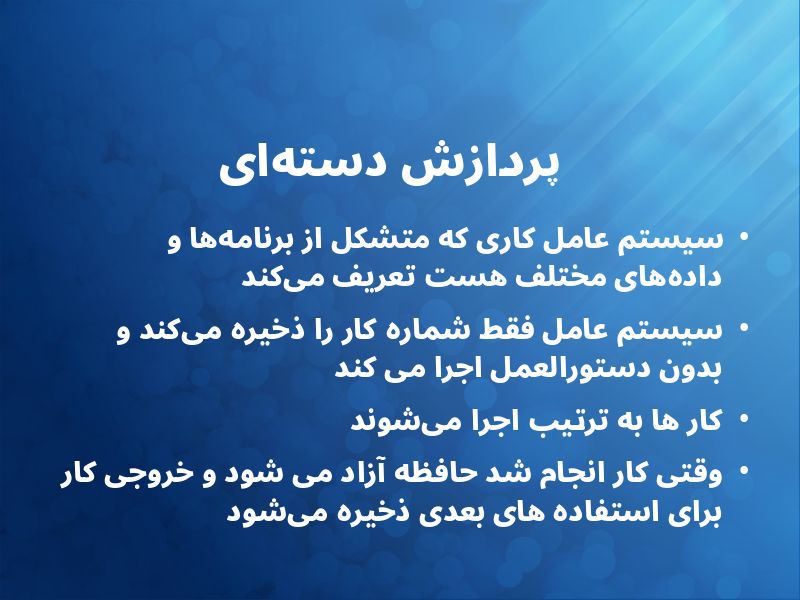 پردازش دسته‌ای
• سیستم عامل کاری که متشکل از برنامه‌ها و
داده‌های مختلف هست تعریف می‌کند
• سیستم عامل فقط شماره کار را ذخیره می‌کند و
بدون دستورالعمل اجرا می کند
• کار ها به ترتیب اجرا می‌شوند
• وقتی کار انجام شد حافظه آزاد می شود و خروجی کار
برای استفاده های بعدی ذخیره می‌شود